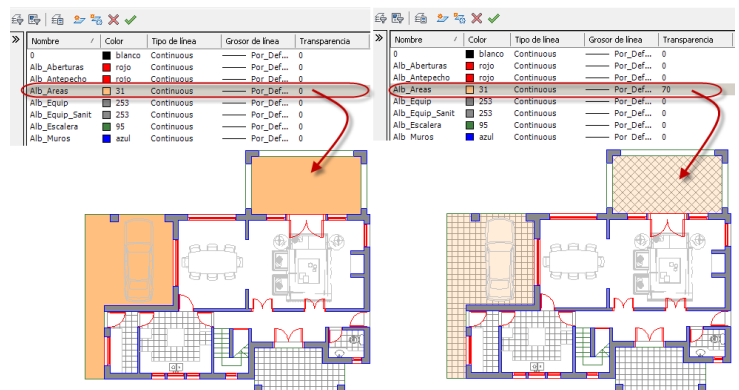 Nombre / Color Tipo de línea Grosor de línea Transparencia
0 blanco Continuous Por_Def... 0
Alb_Aberturas rojo Continuous Por_Def... 0
Alb_Antepecho rojo Continuous Por_Def... 0
Alb_Areas 31 Continuous Por_Def... 0
Alb_Equip 253 Continuous Por_Def... 0
Alb_Equip_Sanit 253 Continuous Por_Def... 0
Alb_Escalera 95 Continuous Por_Def... 0
Alb_Muros azul Continuous Por_Def... 0
Nombre / Color Tipo de línea Grosor de línea Transparencia
0 blanco Continuous Por_Def... 0
Alb_Aberturas rojo Continuous Por_Def... 0
Alb_Antepecho rojo Continuous Por_Def... 0
Alb_Areas 31 Continuous Por_Def... 70
Alb_Equip 253 Continuous Por_Def... 0
Alb_Equip_Sanit 253 Continuous Por_Def... 0
Alb_Escalera 95 Continuous Por_Def... 0
Alb_Muros azul Continuous Por_Def... 0